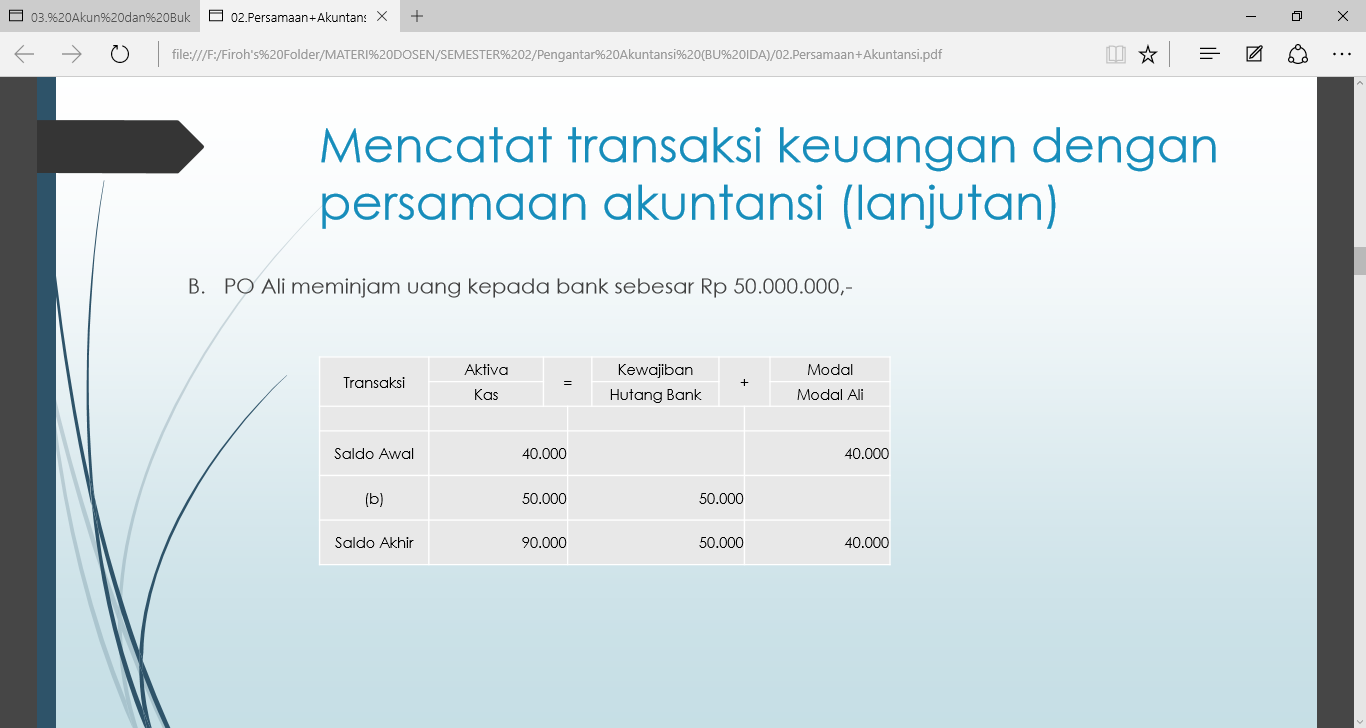 03.%20Akun%20dan%20Buk
02.Persamaan+Akuntans
file:///F:/Firoh's%20Folder/MATERI%20DOSEN/SEMESTER%202/Pengantar%20Akuntansi%20(BU%20IDA)/02.Persamaan+Akuntansi.pdf
Mencatat transaksi keuangan dengan
persamaan akuntansi (lanjutan)
B. PO Ali meminjam uang kepada bank sebesar Rp 50.000.000,-
Transaksi Aktiva = Kewajiban + Modal
Kas Hutang Bank Modal Ali
Saldo Awal 40.000 40.000
(b) 50.000 50.000
Saldo Akhir 90.000 50.000 40.000